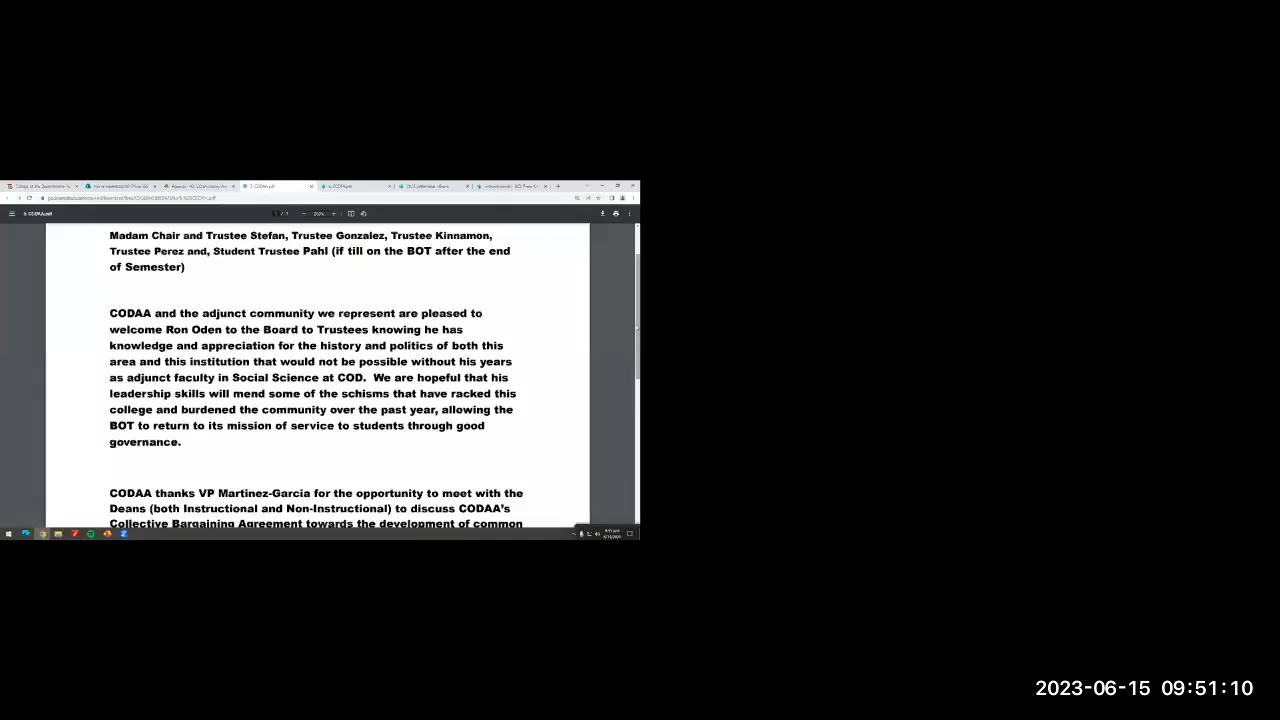 5. CODAA.pdf
Madam Chair and Trustee Stefan, Trustee Gonzalez, Trustee Kinnamon,
Trustee Perez and, Student Trustee Pahl (if till on the BOT after the end
of Semester)
CODAA and the adjunct community we represent are pleased to
welcome Ron Oden to the Board to Trustees knowing he has
knowledge and appreciation for the history and politics of both this
area and this institution that would not be possible without his years
as adjunct faculty in Social Science at COD. We are hopeful that his
leadership skills will mend some of the schisms that have racked this
college and burdened the community over the past year, allowing the
BOT to return to its mission of service to students through good
governance.
CODAA thanks VP Martinez-Garcia for the opportunity to meet with the
Deans (both Instructional and Non-Instructional) to discuss CODAA's
Collective Bargaining Agreement towards the development of common
2023-06-15 09:51:10